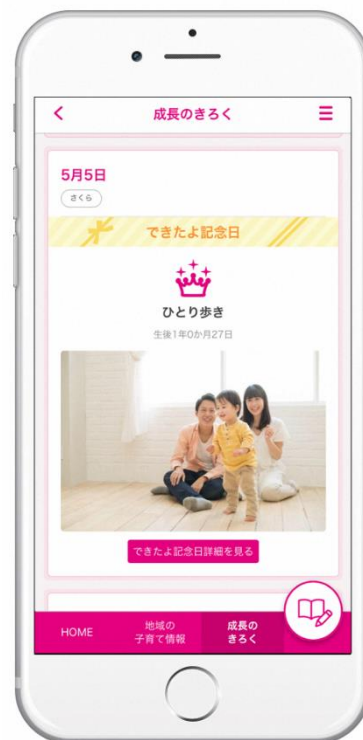 成長のきろく
5月5日
さくら
できたよ記念日
ひとり歩き
生後1年0か月27日
できたよ記念日詳細を見る
HOME
地域の
子育て情報
成長の
きろく